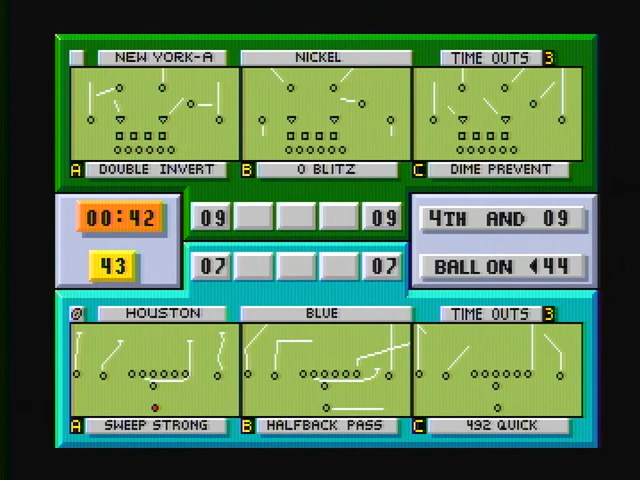 NEW YORK-A NICKEL TIME OUTS 3
A DOUBLE INVERT B O BLITZ C DIME PREVENT
00:42 09 09 4TH AND 09
43 07 07 BALL ON ◀44
@ HOUSTON BLUE TIME OUTS 3
A SWEEP STRONG B HALFBACK PASS C 492 QUICK